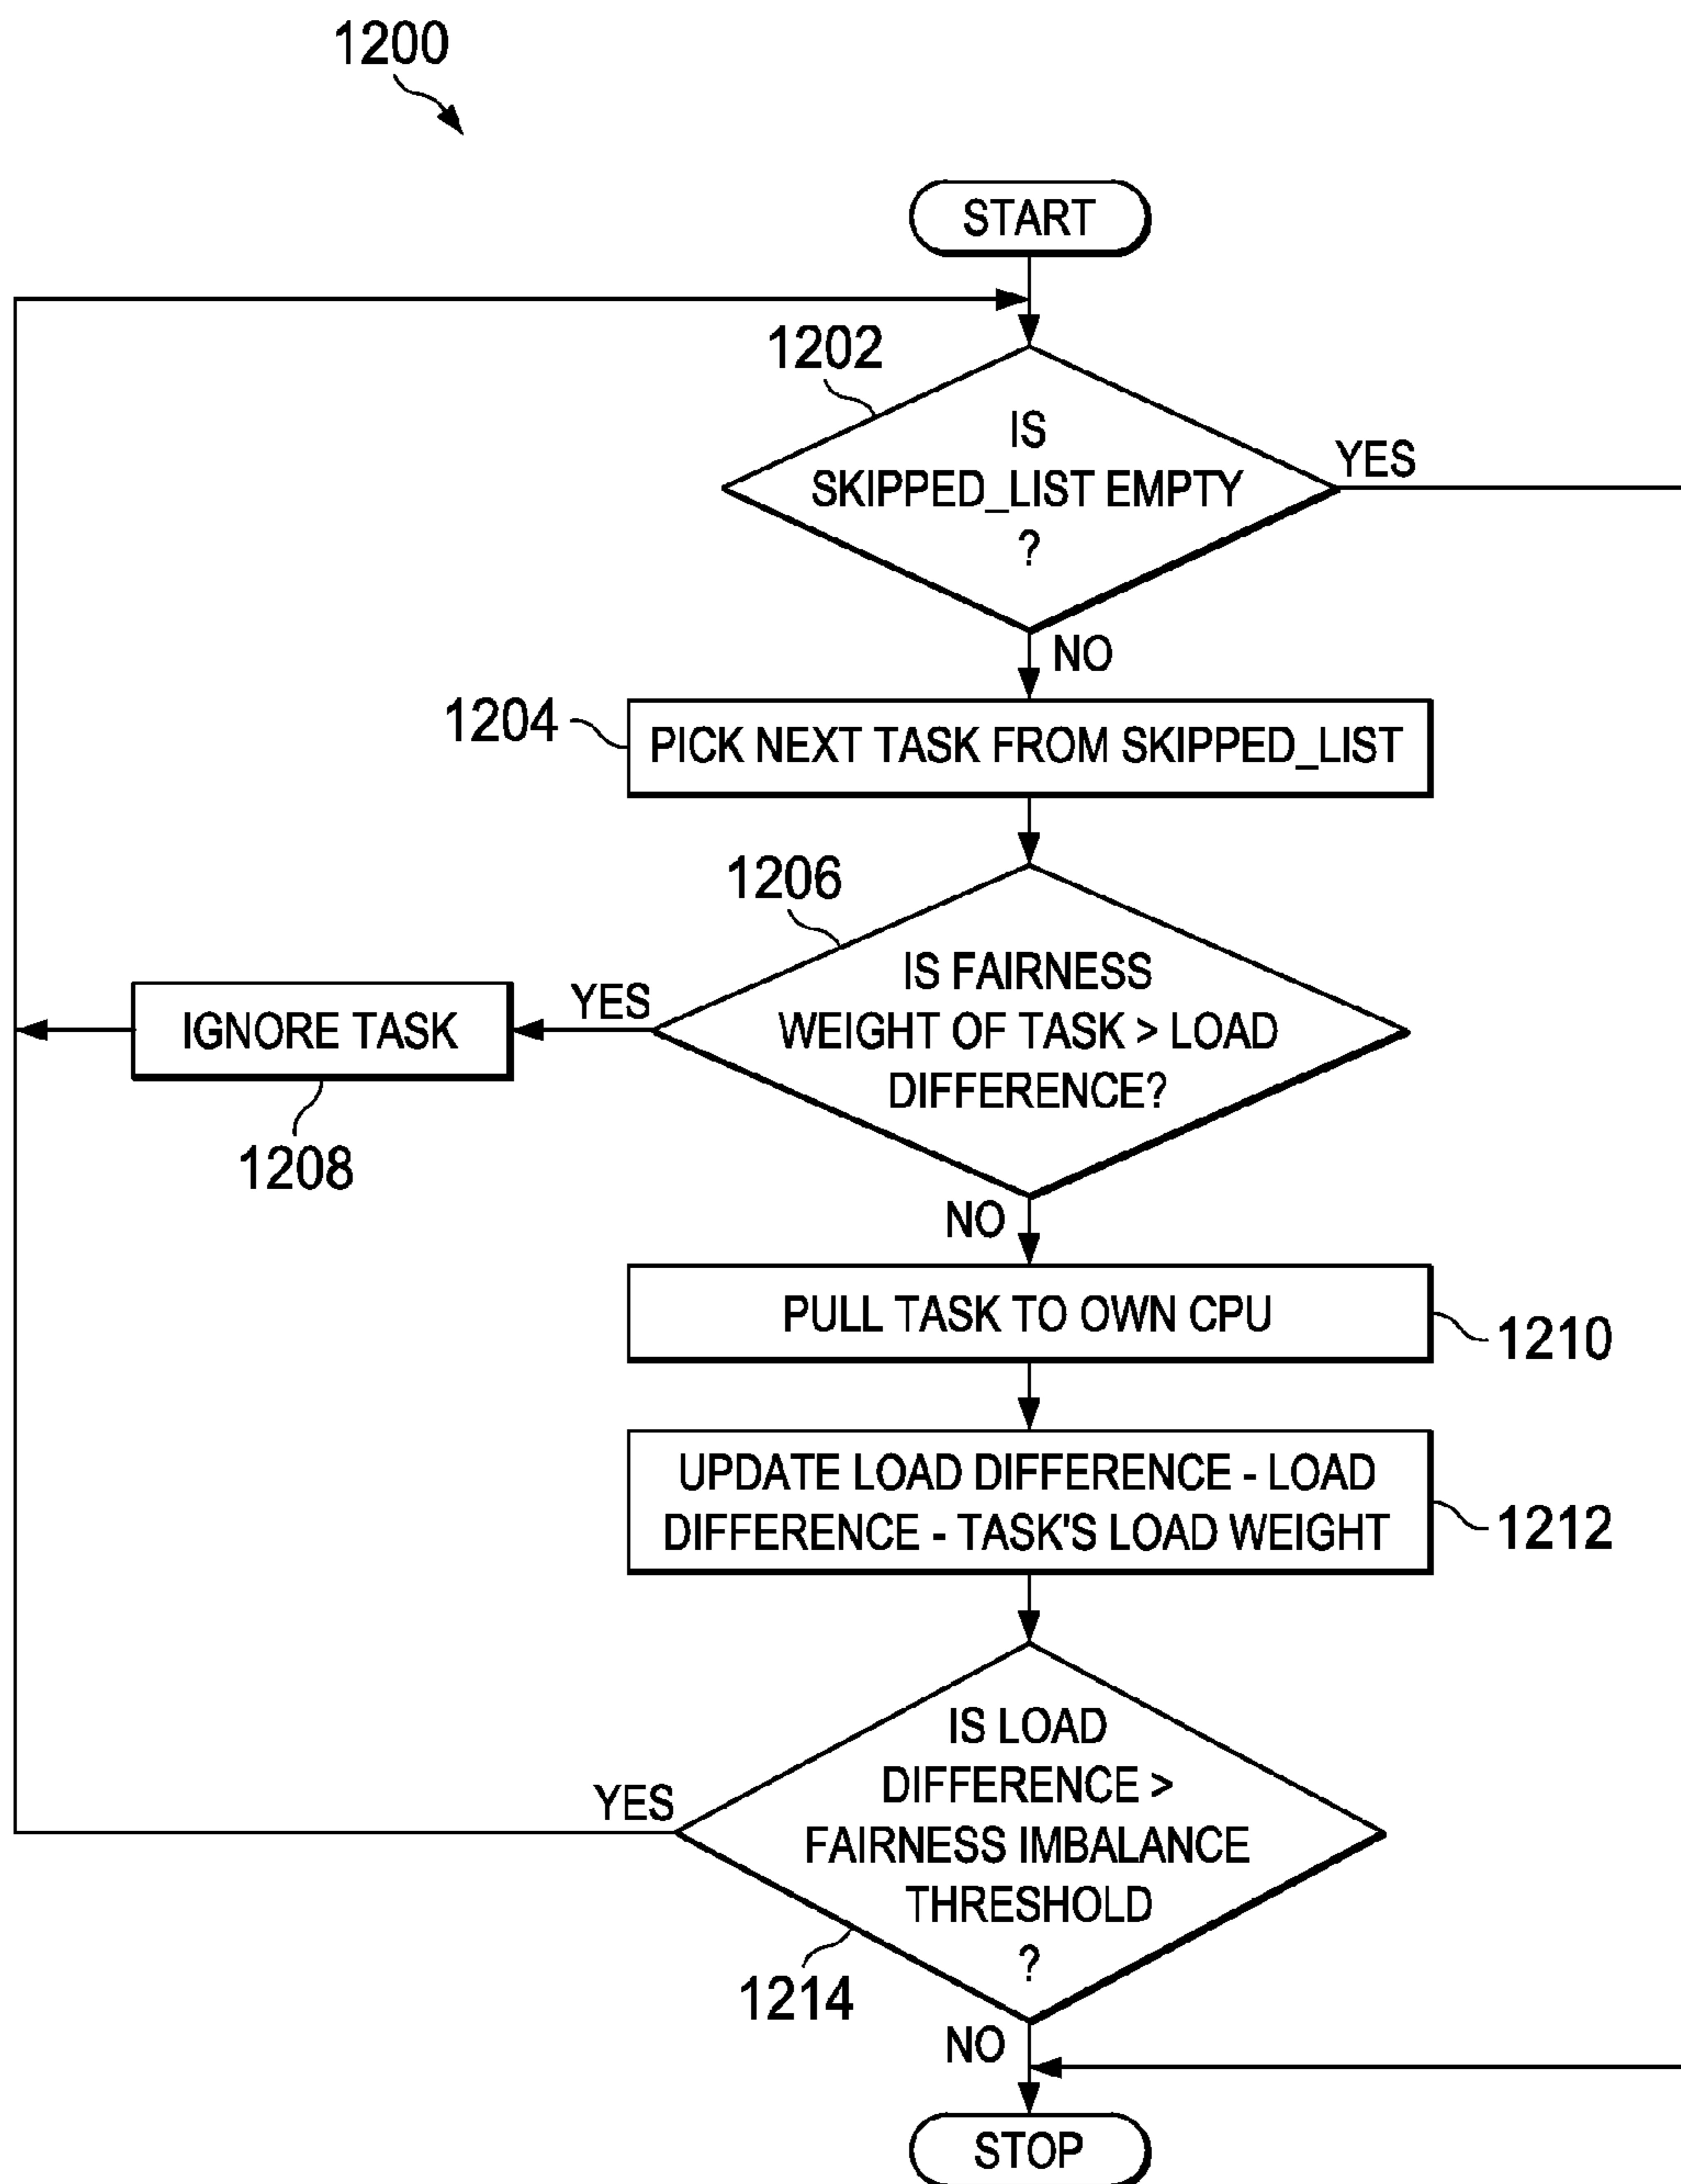 1200
START
1202
IS
SKIPPED_LIST EMPTY
?
YES
NO
1204
PICK NEXT TASK FROM SKIPPED_LIST
1206
IS FAIRNESS
WEIGHT OF TASK > LOAD
DIFFERENCE?
YES
IGNORE TASK
1208
NO
PULL TASK TO OWN CPU
1210
UPDATE LOAD DIFFERENCE - LOAD
DIFFERENCE - TASK'S LOAD WEIGHT
1212
IS LOAD
DIFFERENCE >
FAIRNESS IMBALANCE
THRESHOLD
?
YES
1214
NO
STOP